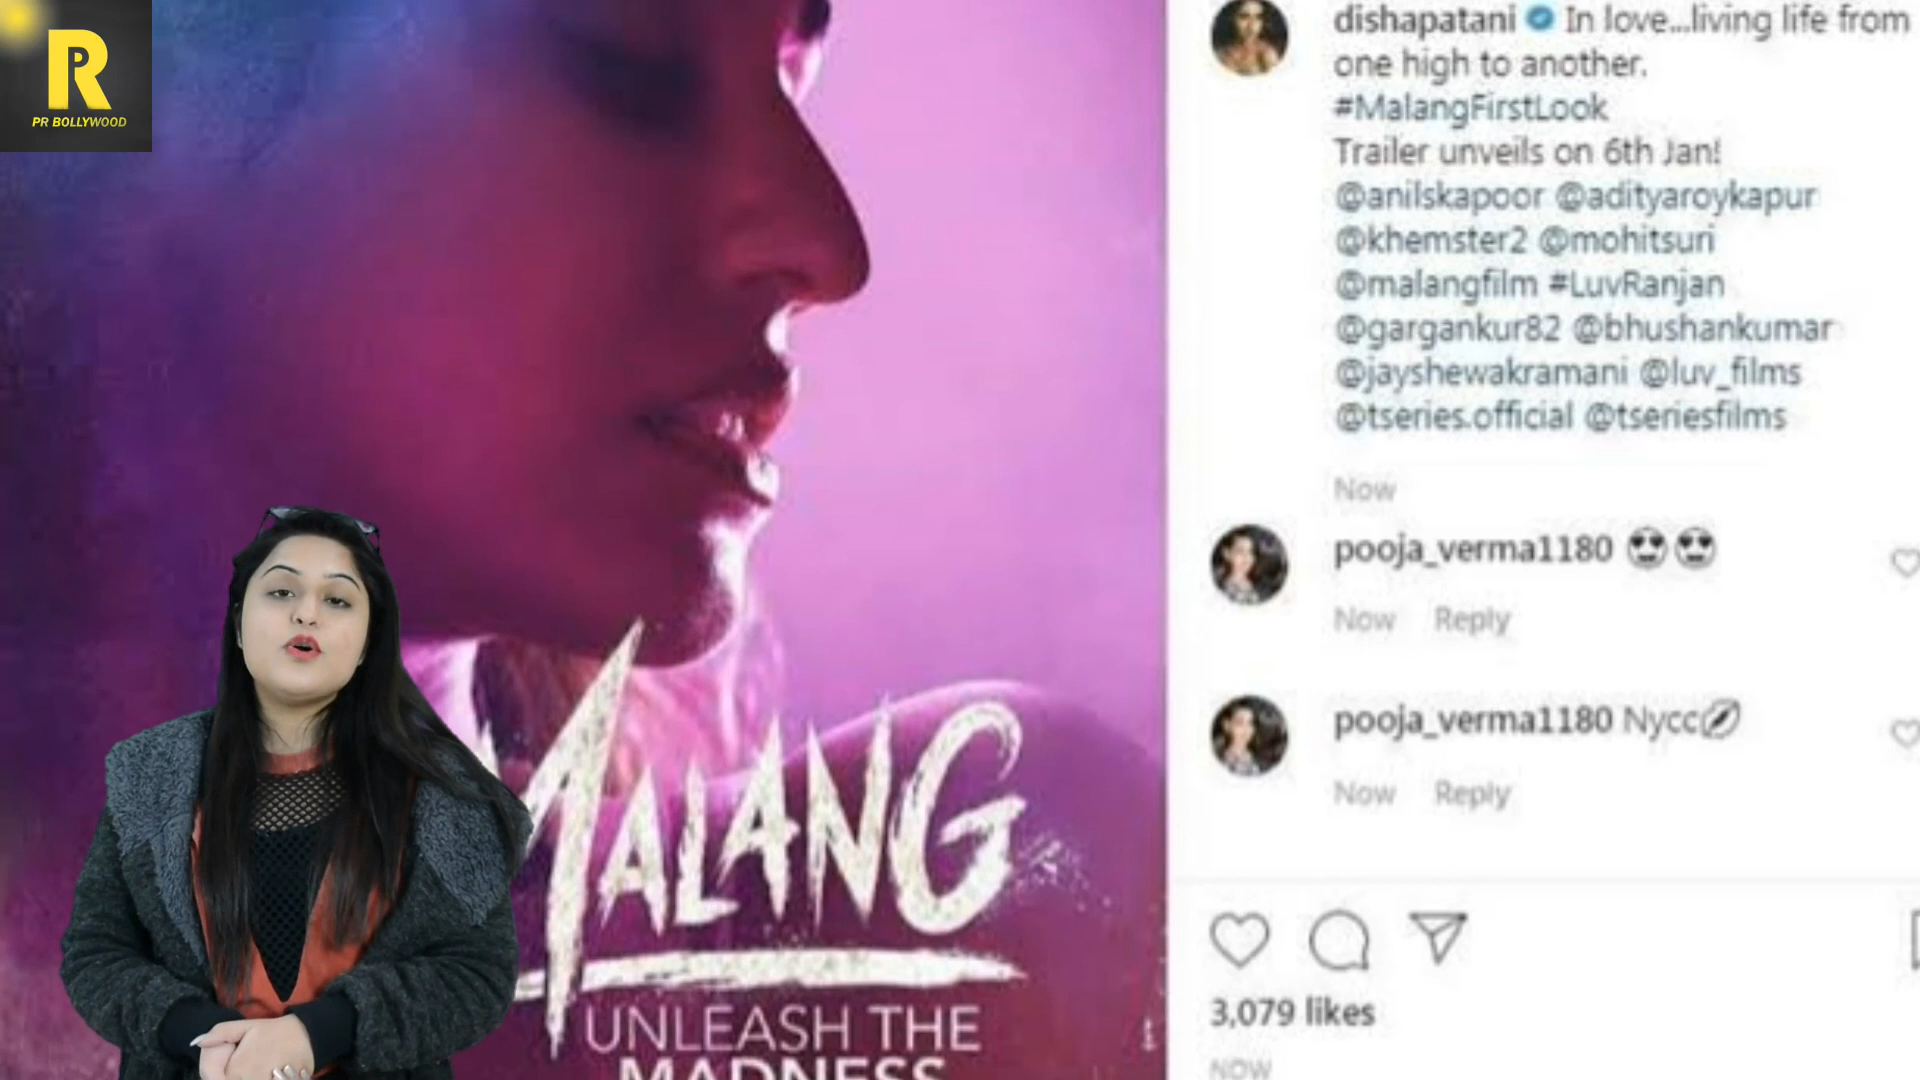 PR
PR BOLLYWOOD
MALANG
UNLEASH THE
MADNESS
dishapatani In love...living life from
one high to another.
#MalangFirstLook
Trailer unveils on 6th Jan!
@anilskapoor @adityaroykapur
@khemster2 @mohitsuri
@malangfilm #LuvRanjan
@gargankur82 @bhushankumar
@jayshewakramani @luv_films
@tseries.official @tseriesfilms
Now
pooja_verma1180 😍😍
Now Reply
pooja_verma1180 Nycc
Now Reply
3,079 likes
NOW